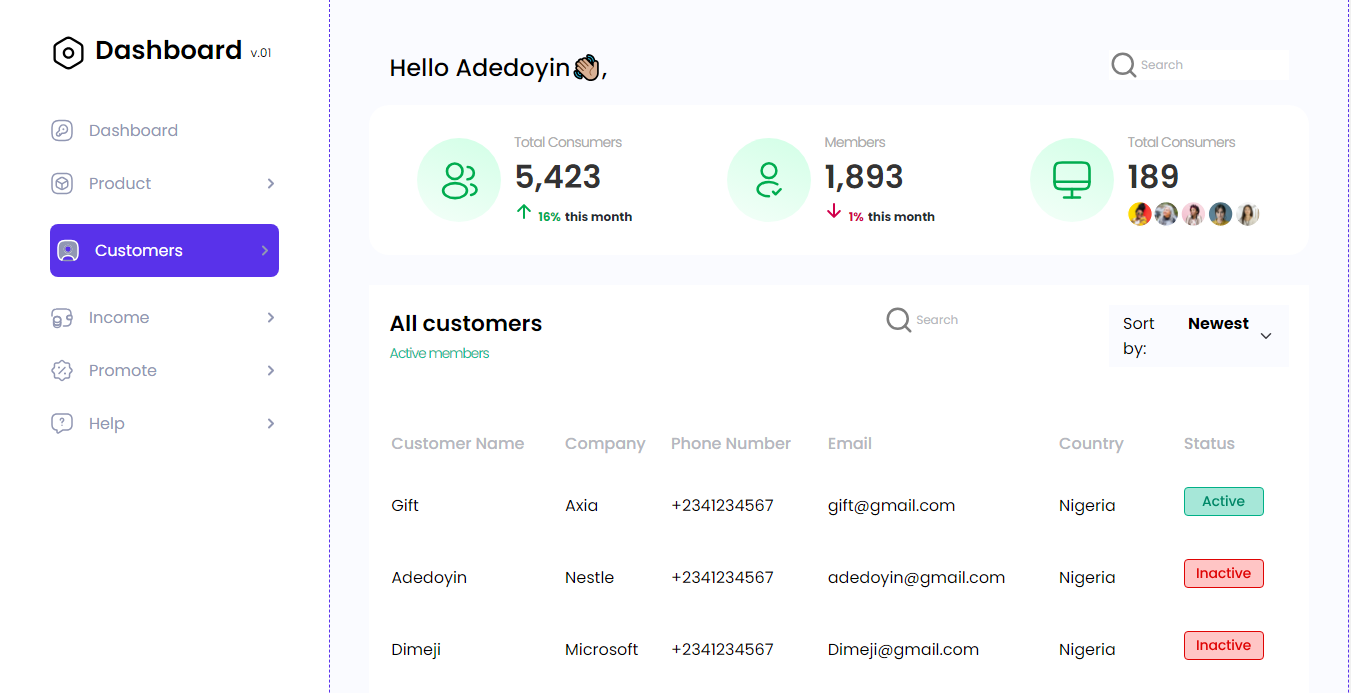 Dashboard v.01
Dashboard
Product
Customers
Income
Promote
Help
Hello Adedoyin👋🏽,
Search
Total Consumers
5,423
16% this month
Members
1,893
1% this month
Total Consumers
189
All customers
Active members
Search
Sort by:
Newest
Customer Name Company Phone Number Email Country Status
Gift Axia +2341234567 gift@gmail.com Nigeria Active
Adedoyin Nestle +2341234567 adedoyin@gmail.com Nigeria Inactive
Dimeji Microsoft +2341234567 Dimeji@gmail.com Nigeria Inactive